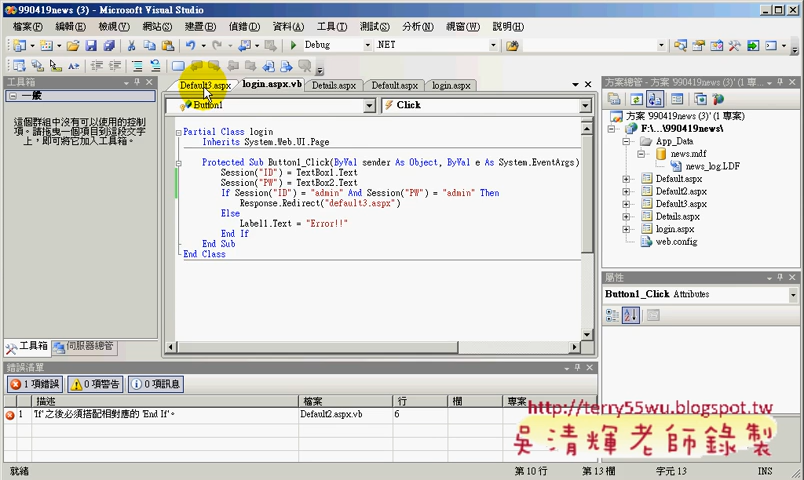 990419news (3) - Microsoft Visual Studio
檔案(F) 編輯(E) 檢視(V) 網站(S) 建置(B) 偵錯(D) 資料(A) 工具(T) 測試(S) 分析(N) 視窗(W) 說明(H)
Debug .NET
工具箱
一般
這個群組中沒有可以使用的控制
項。請拖曳一個項目到這段文字
上，即可將它加入工具箱。
工具箱 伺服器總管
Default3.aspx login.aspx.vb Details.aspx Default.aspx login.aspx
Button1 Click
Partial Class login
Inherits System.Web.UI.Page
Protected Sub Button1_Click(ByVal sender As Object, ByVal e As System.EventArgs)
Session("ID") = TextBox1.Text
Session("PW") = TextBox2.Text
If Session("ID") = "admin" And Session("PW") = "admin" Then
Response.Redirect("default3.aspx")
Else
Label1.Text = "Error!!"
End If
End Sub
End Class
方案總管 - 方案 '990419news (3)' ...
方案 '990419news (3)' (1 專案)
F:\...\990419news\
App_Data
news.mdf
news_log.LDF
Default.aspx
Default2.aspx
Default3.aspx
Details.aspx
login.aspx
web.config
屬性
Button1_Click Attributes
錯誤清單
1 項錯誤 0 項警告 0 項訊息
描述 檔案 行 欄 專案
1 'If' 之後必須搭配相對應的 'End If'。 Default2.aspx.vb 6
http://terry55wu.blogspot.tw
吳清輝老師錄製
就緒 第 10 行 第 13 欄 字元 13 INS